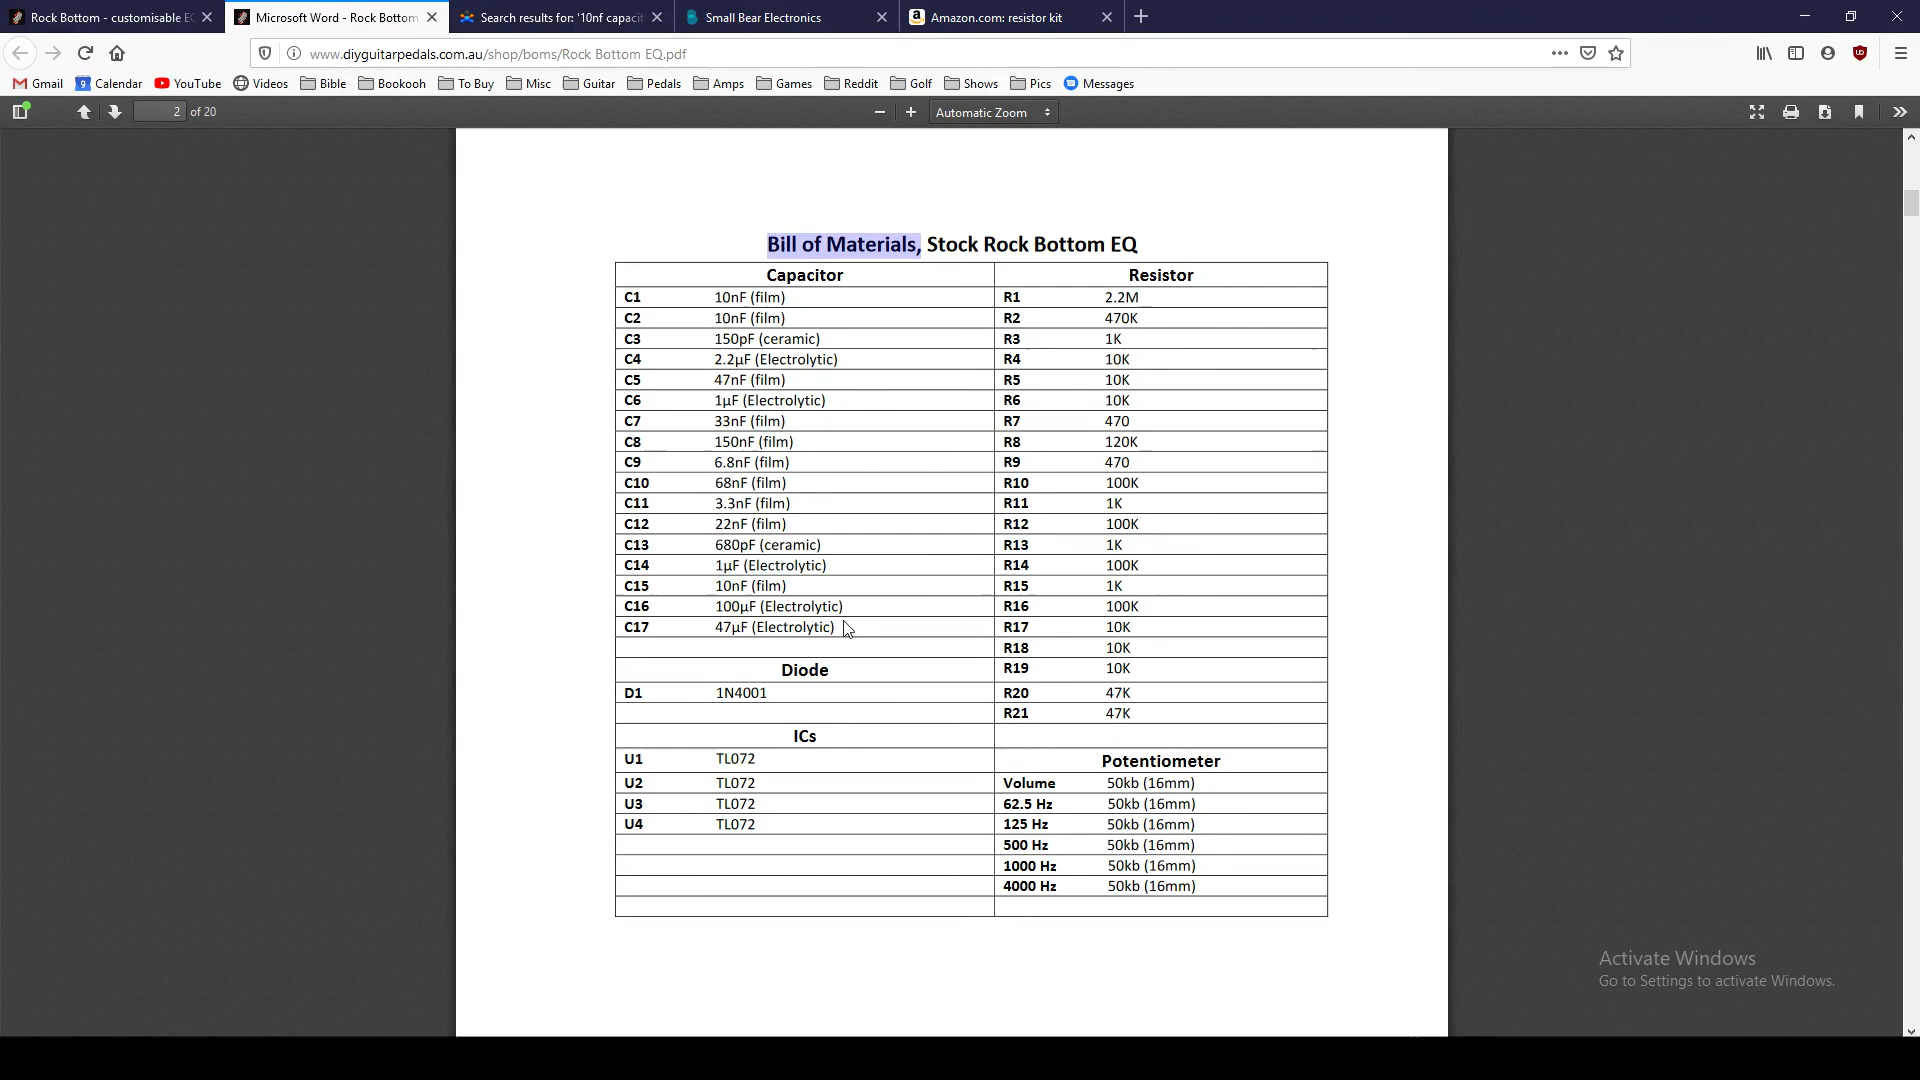 Rock Bottom - customisable EC
Microsoft Word - Rock Bottom
Search results for: '10nf capaci
Small Bear Electronics
Amazon.com: resistor kit
www.diyguitarpedals.com.au/shop/boms/Rock Bottom EQ.pdf
Gmail Calendar YouTube Videos Bible Bookooh To Buy Misc Guitar Pedals Amps Games Reddit Golf Shows Pics Messages
2 of 20 Automatic Zoom
Bill of Materials, Stock Rock Bottom EQ
Capacitor Resistor
C1 10nF (film) R1 2.2M
C2 10nF (film) R2 470K
C3 150pF (ceramic) R3 1K
C4 2.2µF (Electrolytic) R4 10K
C5 47nF (film) R5 10K
C6 1µF (Electrolytic) R6 10K
C7 33nF (film) R7 470
C8 150nF (film) R8 120K
C9 6.8nF (film) R9 470
C10 68nF (film) R10 100K
C11 3.3nF (film) R11 1K
C12 22nF (film) R12 100K
C13 680pF (ceramic) R13 1K
C14 1µF (Electrolytic) R14 100K
C15 10nF (film) R15 1K
C16 100µF (Electrolytic) R16 100K
C17 47µF (Electrolytic) R17 10K
R18 10K
Diode R19 10K
D1 1N4001 R20 47K
R21 47K
ICs
U1 TL072 Potentiometer
Volume 50kb (16mm)
U2 TL072
U3 TL072 62.5 Hz 50kb (16mm)
U4 TL072 125 Hz 50kb (16mm)
500 Hz 50kb (16mm)
1000 Hz 50kb (16mm)
4000 Hz 50kb (16mm)
Activate Windows
Go to Settings to activate Windows.